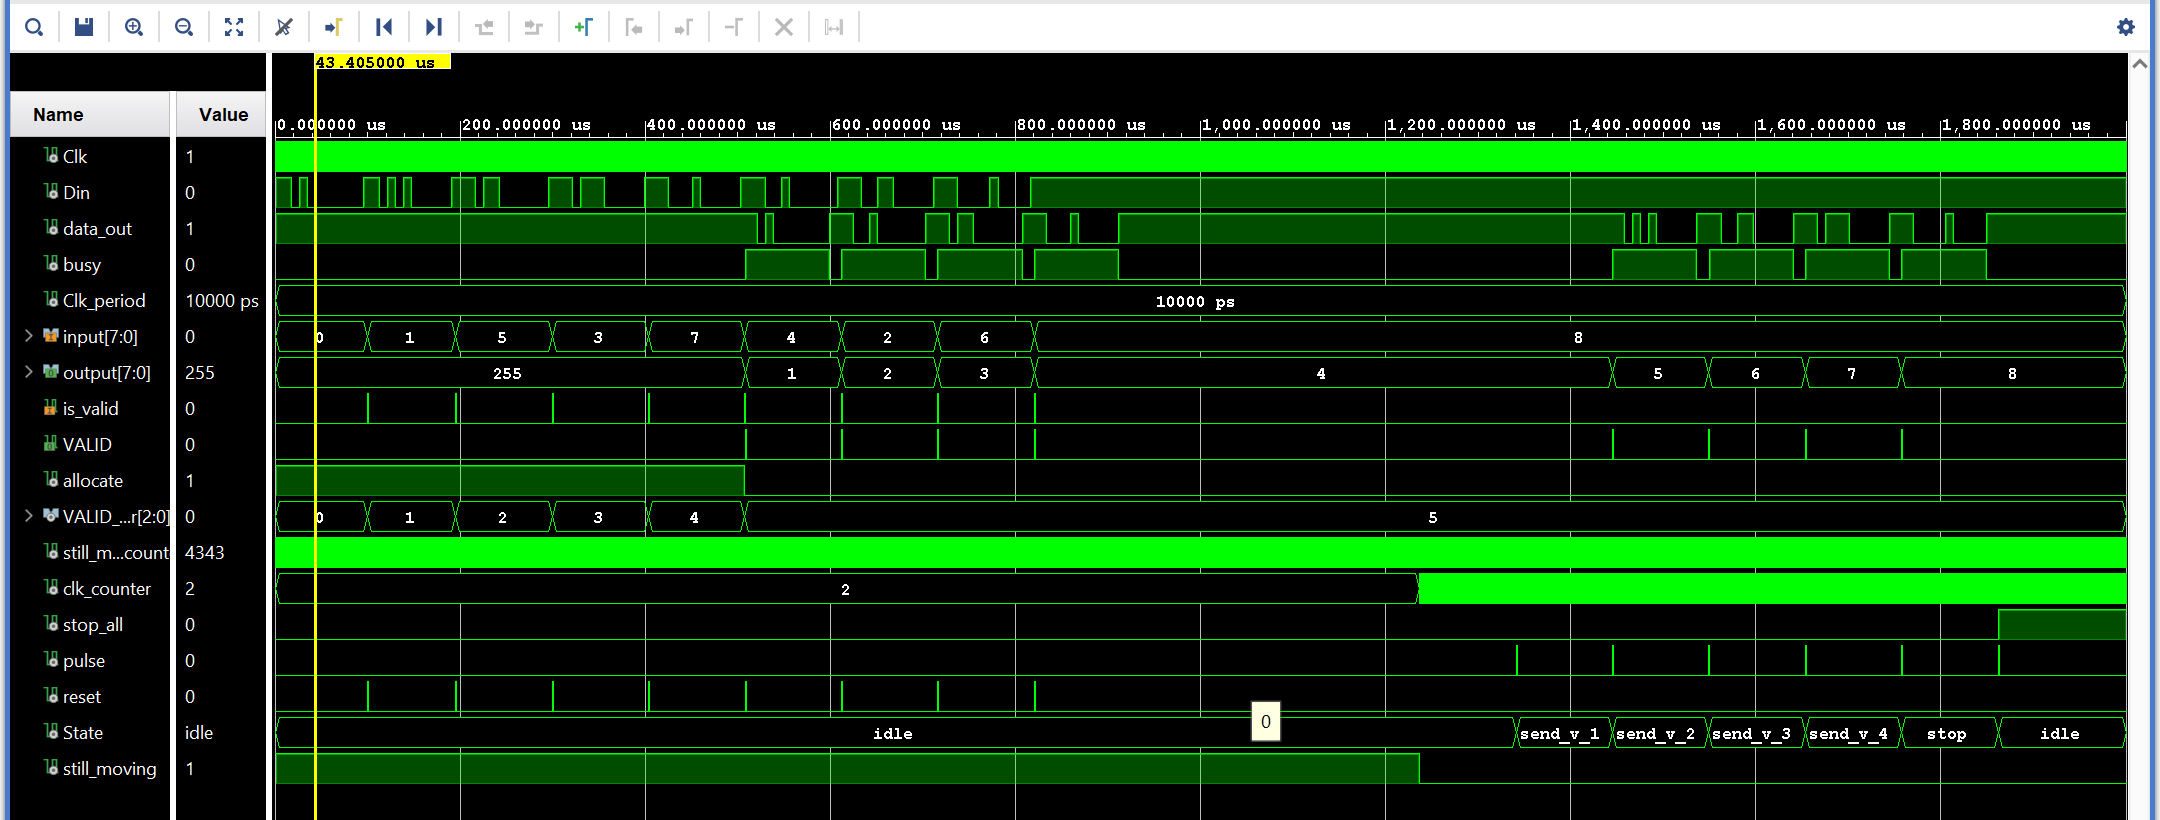 43.405000 us
Name Value
0.000000 us 200.000000 us 400.000000 us 600.000000 us 800.000000 us 1,000.000000 us 1,200.000000 us 1,400.000000 us 1,600.000000 us 1,800.000000 us
Clk 1
Din 0
data_out 1
busy 0
Clk_period 10000 ps 10000 ps
input[7:0] 0 0 1 5 3 7 4 2 6 8
output[7:0] 255 255 1 2 3 4 5 6 7 8
is_valid 0
VALID 0
allocate 1
VALID_...r[2:0] 0 0 1 2 3 4 5
still_m...count 4343
clk_counter 2 2
stop_all 0
pulse 0
reset 0
0
State idle idle send_v_1 send_v_2 send_v_3 send_v_4 stop idle
still_moving 1